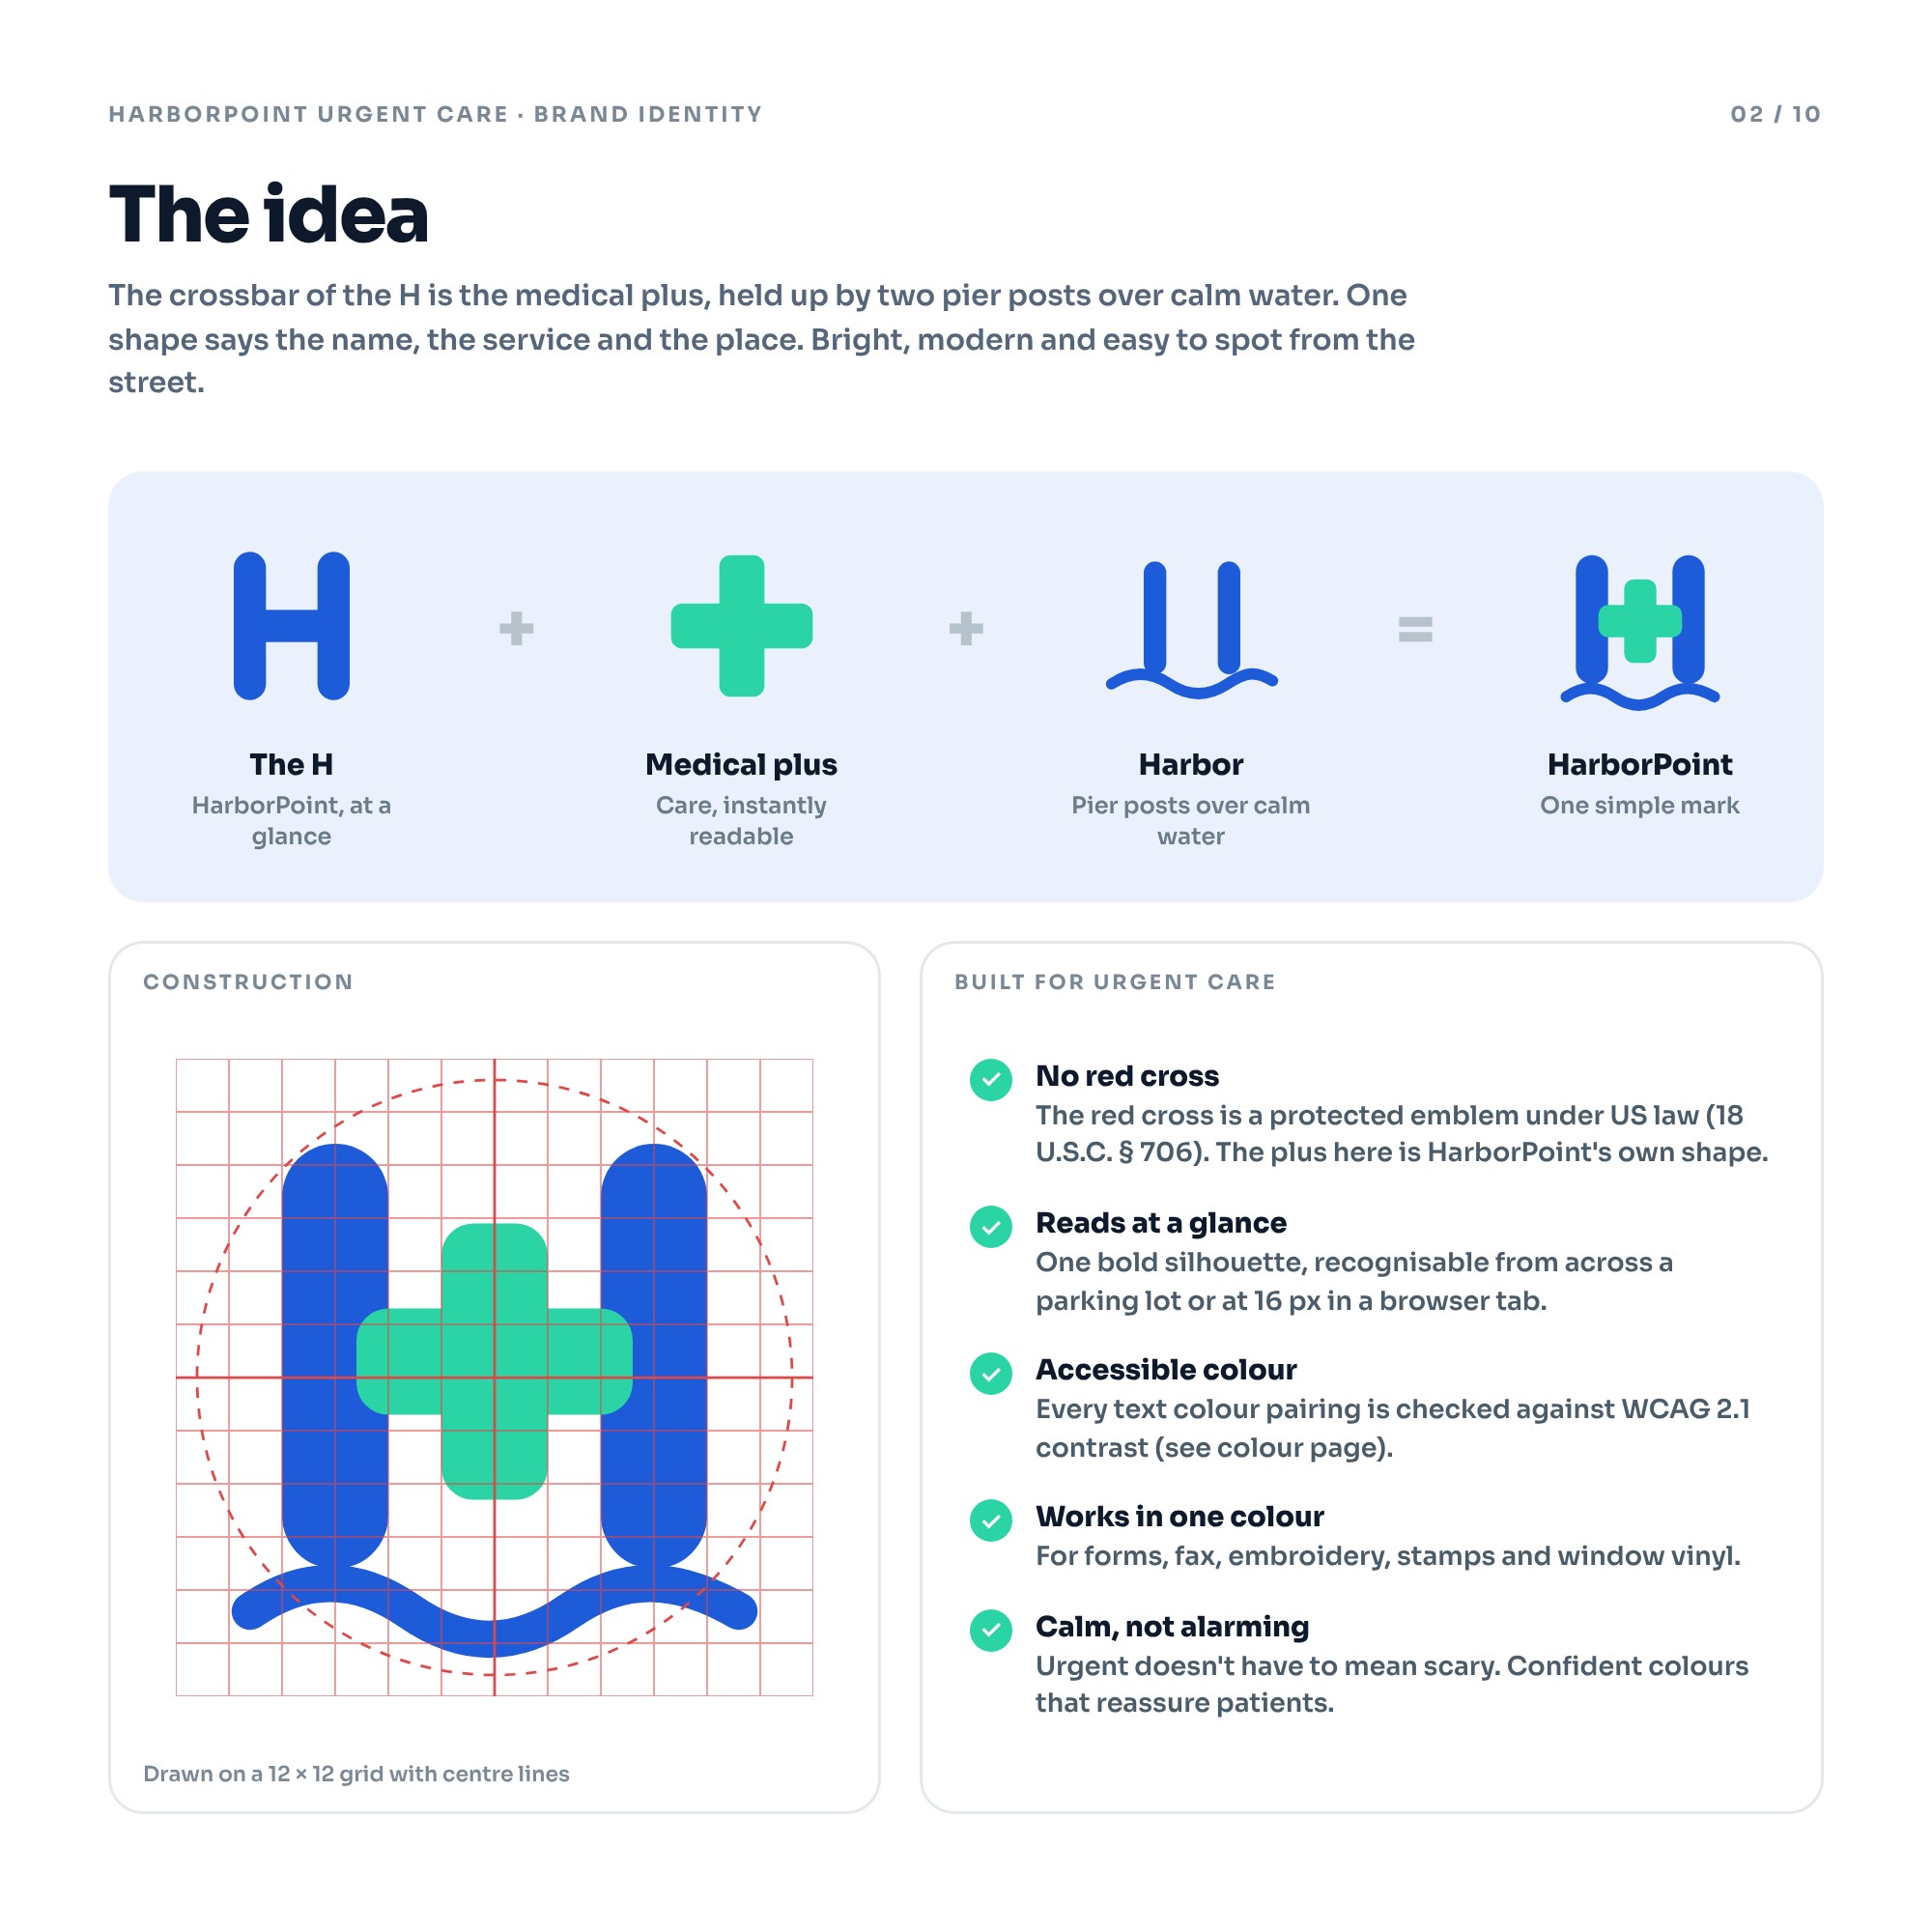 HARBORPOINT URGENT CARE · BRAND IDENTITY
02 / 10
The idea
The crossbar of the H is the medical plus, held up by two pier posts over calm water. One
shape says the name, the service and the place. Bright, modern and easy to spot from the
street.
The H
HarborPoint, at a
glance
Medical plus
Care, instantly
readable
Harbor
Pier posts over calm
water
HarborPoint
One simple mark
CONSTRUCTION
Drawn on a 12 × 12 grid with centre lines
BUILT FOR URGENT CARE
No red cross
The red cross is a protected emblem under US law (18
U.S.C. § 706). The plus here is HarborPoint's own shape.
Reads at a glance
One bold silhouette, recognisable from across a
parking lot or at 16 px in a browser tab.
Accessible colour
Every text colour pairing is checked against WCAG 2.1
contrast (see colour page).
Works in one colour
For forms, fax, embroidery, stamps and window vinyl.
Calm, not alarming
Urgent doesn't have to mean scary. Confident colours
that reassure patients.